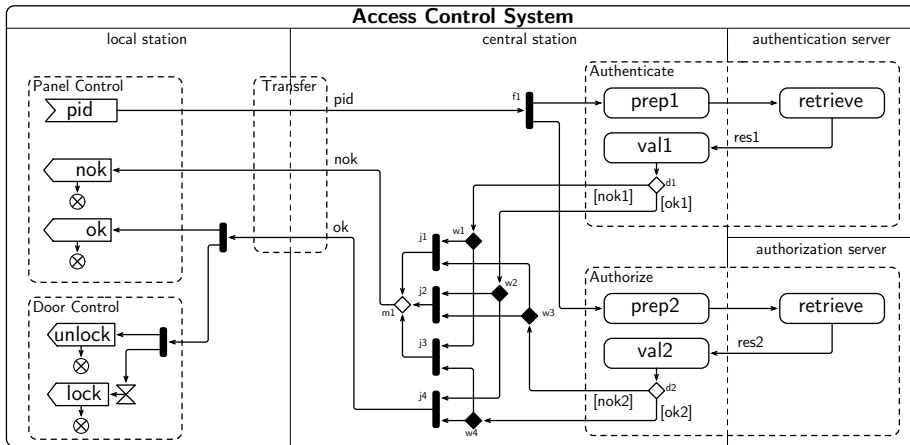 Access Control System
local station
central station
authentication server
Panel Control
Transfer
Authenticate
pid
pid
f1
prep1
retrieve
val1
res1
nok
nok
d1
[nok1]
[ok1]
ok
ok
j1
w1
authorization server
Authorize
j2
w2
Door Control
m1
w3
prep2
retrieve
unlock
j3
val2
res2
lock
j4
d2
[nok2]
[ok2]
w4